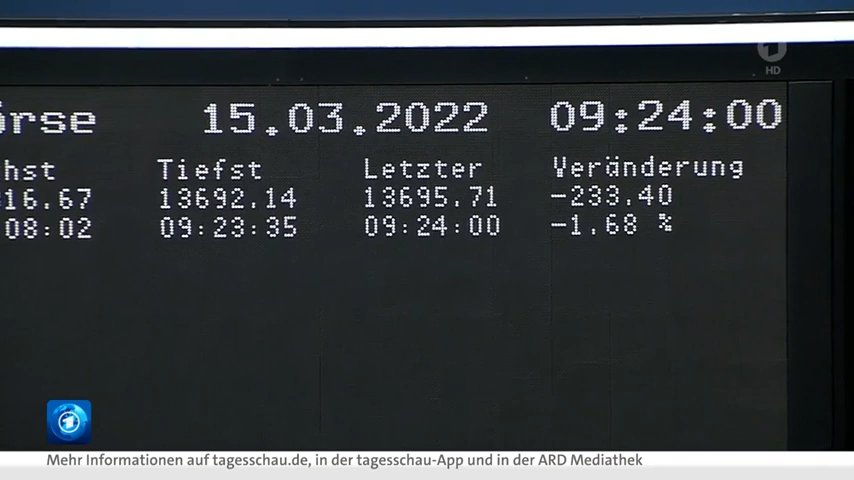 HD
örse 15.03.2022 09:24:00
hst Tiefst Letzter Veränderung
16.67 13692.14 13695.71 -233.40
08:02 09:23:35 09:24:00 -1.68 %
Mehr Informationen auf tagesschau.de, in der tagesschau-App und in der ARD Mediathek